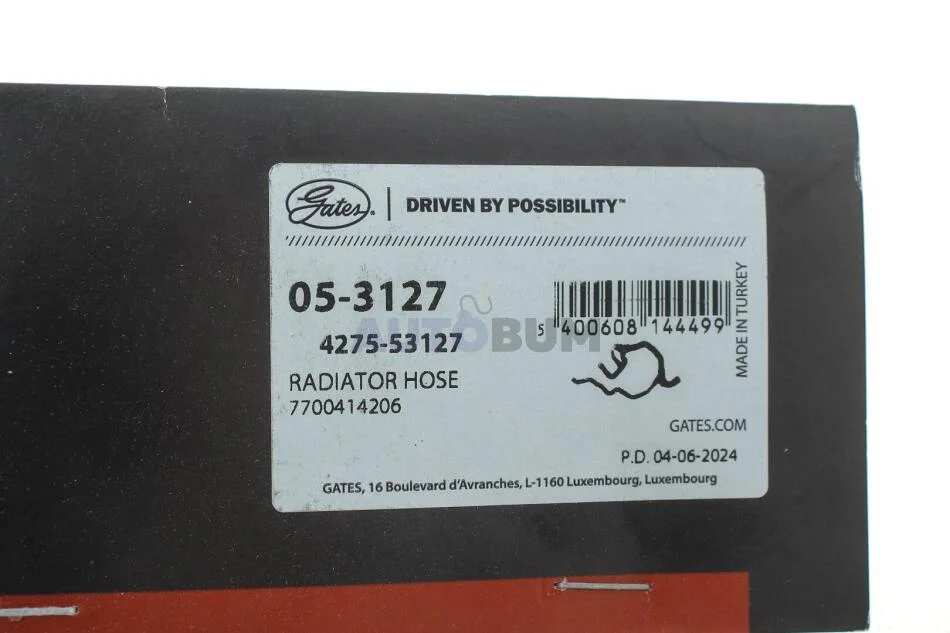 Gates® | DRIVEN BY POSSIBILITY™
05-3127
4275-53127
RADIATOR HOSE
7700414206
5 400608 144499
MADE IN TURKEY
AUTOBUM
GATES.COM
P.D. 04-06-2024
GATES, 16 Boulevard d'Avranches, L-1160 Luxembourg, Luxembourg